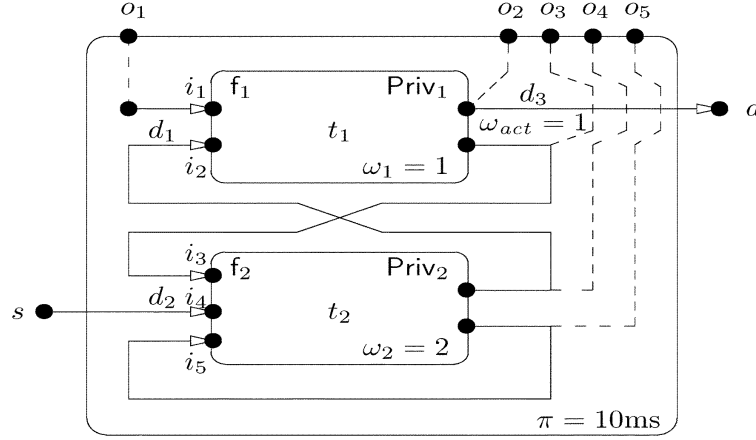 o₁ o₂ o₃ o₄ o₅
i₁ f₁ Priv₁ d₃
d₁ t₁ ω_act = 1
i₂ ω₁ = 1
i₃ f₂ Priv₂
s d₂ i₄ t₂
i₅ ω₂ = 2
π = 10ms